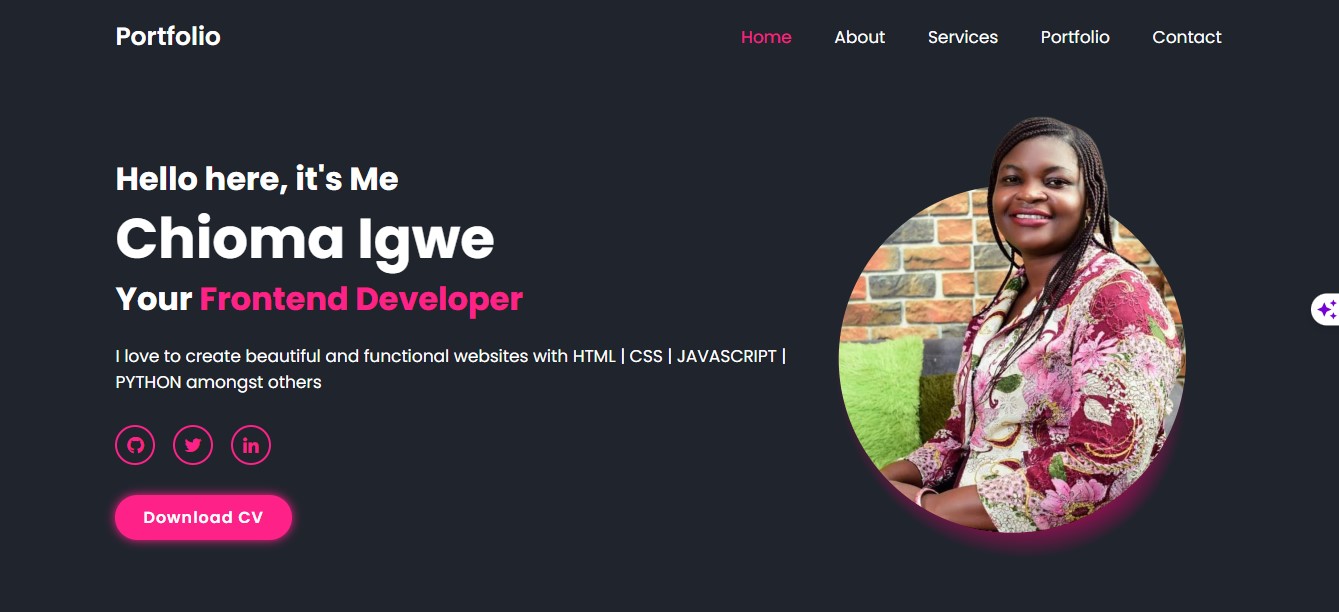 Portfolio
Home About Services Portfolio Contact
Hello here, it's Me
Chioma Igwe
Your Frontend Developer
I love to create beautiful and functional websites with HTML | CSS | JAVASCRIPT |
PYTHON amongst others
in
Download CV